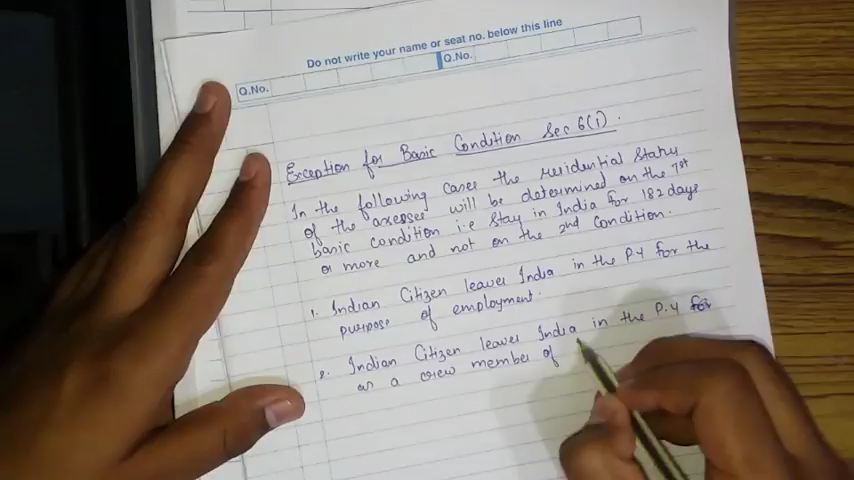 Do not write your name or seat no. below this line
Q.No. Q.No.
Exception for Basic Condition Sec 6(1).
In the following cases the residential Status
of the axesses will be determined on the 1st
basic condition i.e Stay in India for 182 days
or more and not on the 2nd Condition.
1. Indian Citizen leaves India in the P.Y for the
purpose of employment.
2. Indian Citizen leaves India in the P.Y for
as a crew member of